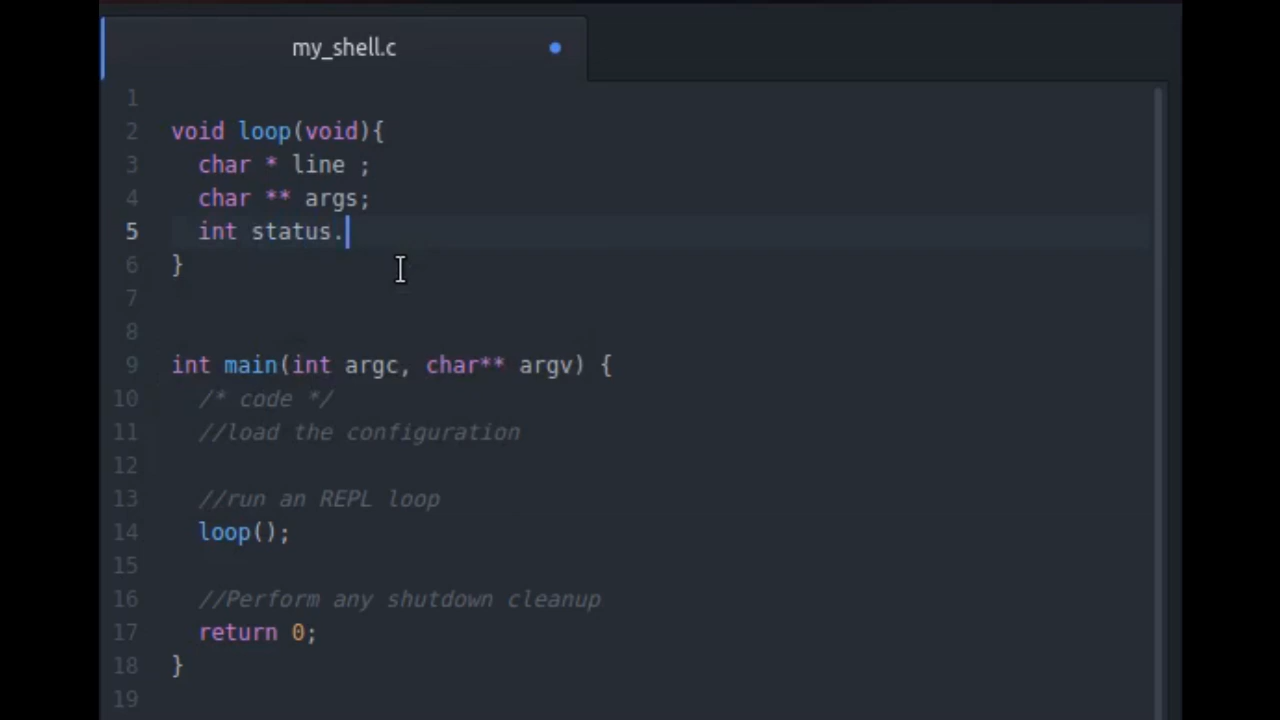 my_shell.c
1
2 void loop(void){
3   char * line ;
4   char ** args;
5   int status.
6 }
7
8
9 int main(int argc, char** argv) {
10   /* code */
11   //load the configuration
12
13   //run an REPL loop
14   loop();
15
16   //Perform any shutdown cleanup
17   return 0;
18 }
19